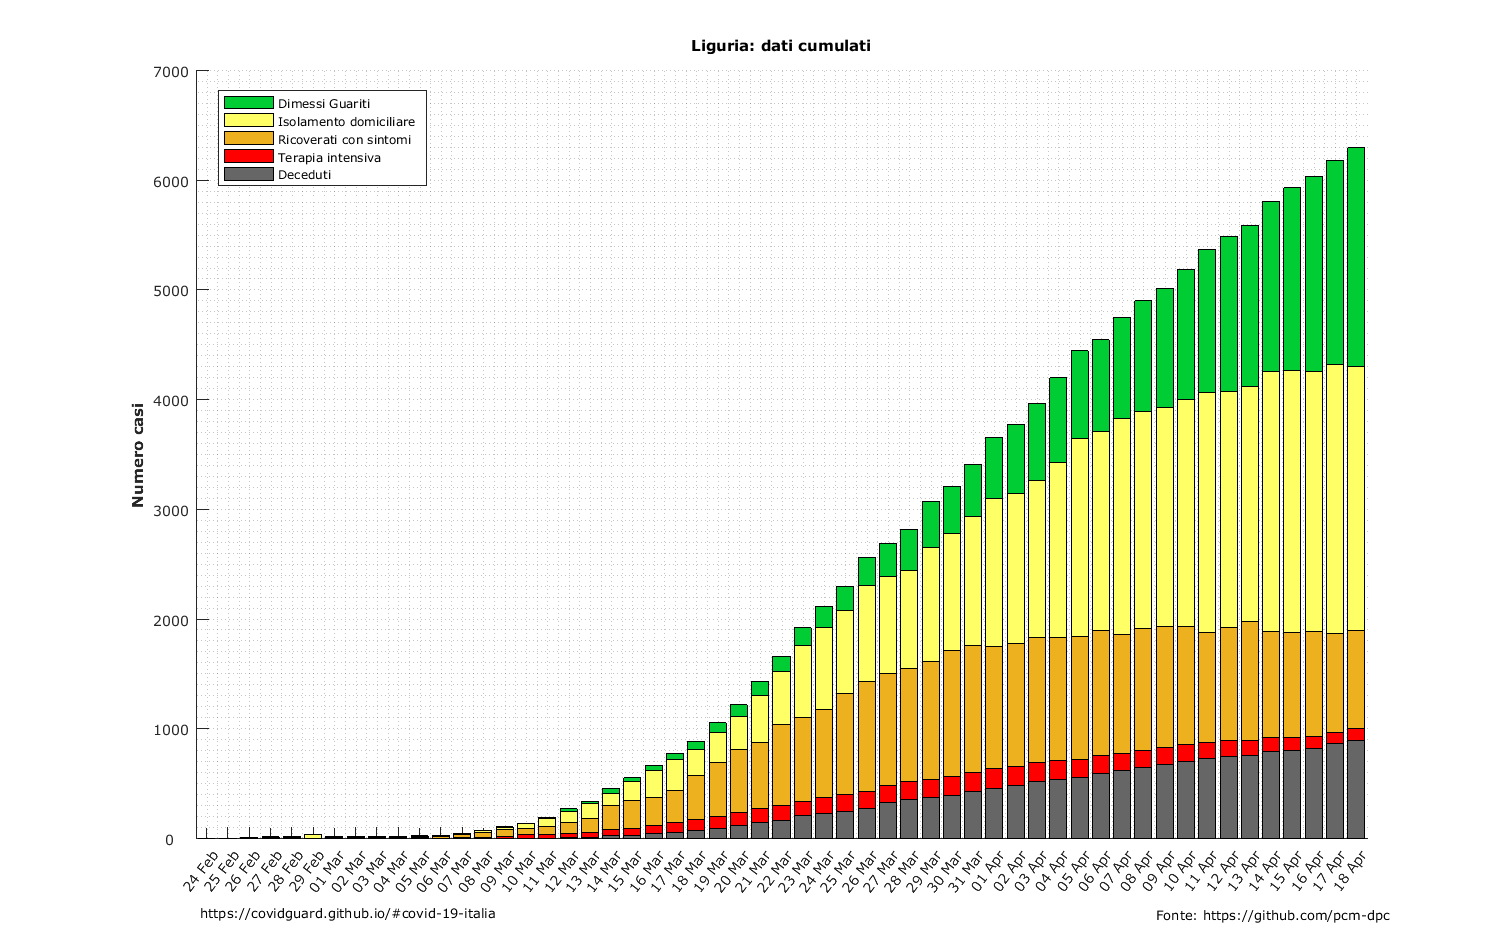 Liguria: dati cumulati
7000
6000
5000
4000
3000
2000
1000
0
Numero casi
Dimessi Guariti
Isolamento domiciliare
Ricoverati con sintomi
Terapia intensiva
Deceduti
24 Feb
25 Feb
26 Feb
27 Feb
28 Feb
29 Feb
01 Mar
02 Mar
03 Mar
04 Mar
05 Mar
06 Mar
07 Mar
08 Mar
09 Mar
10 Mar
11 Mar
12 Mar
13 Mar
14 Mar
15 Mar
16 Mar
17 Mar
18 Mar
19 Mar
20 Mar
21 Mar
22 Mar
23 Mar
24 Mar
25 Mar
26 Mar
27 Mar
28 Mar
29 Mar
30 Mar
31 Mar
01 Apr
02 Apr
03 Apr
04 Apr
05 Apr
06 Apr
07 Apr
08 Apr
09 Apr
10 Apr
11 Apr
12 Apr
13 Apr
14 Apr
15 Apr
16 Apr
17 Apr
18 Apr
https://covidguard.github.io/#covid-19-italia
Fonte: https://github.com/pcm-dpc